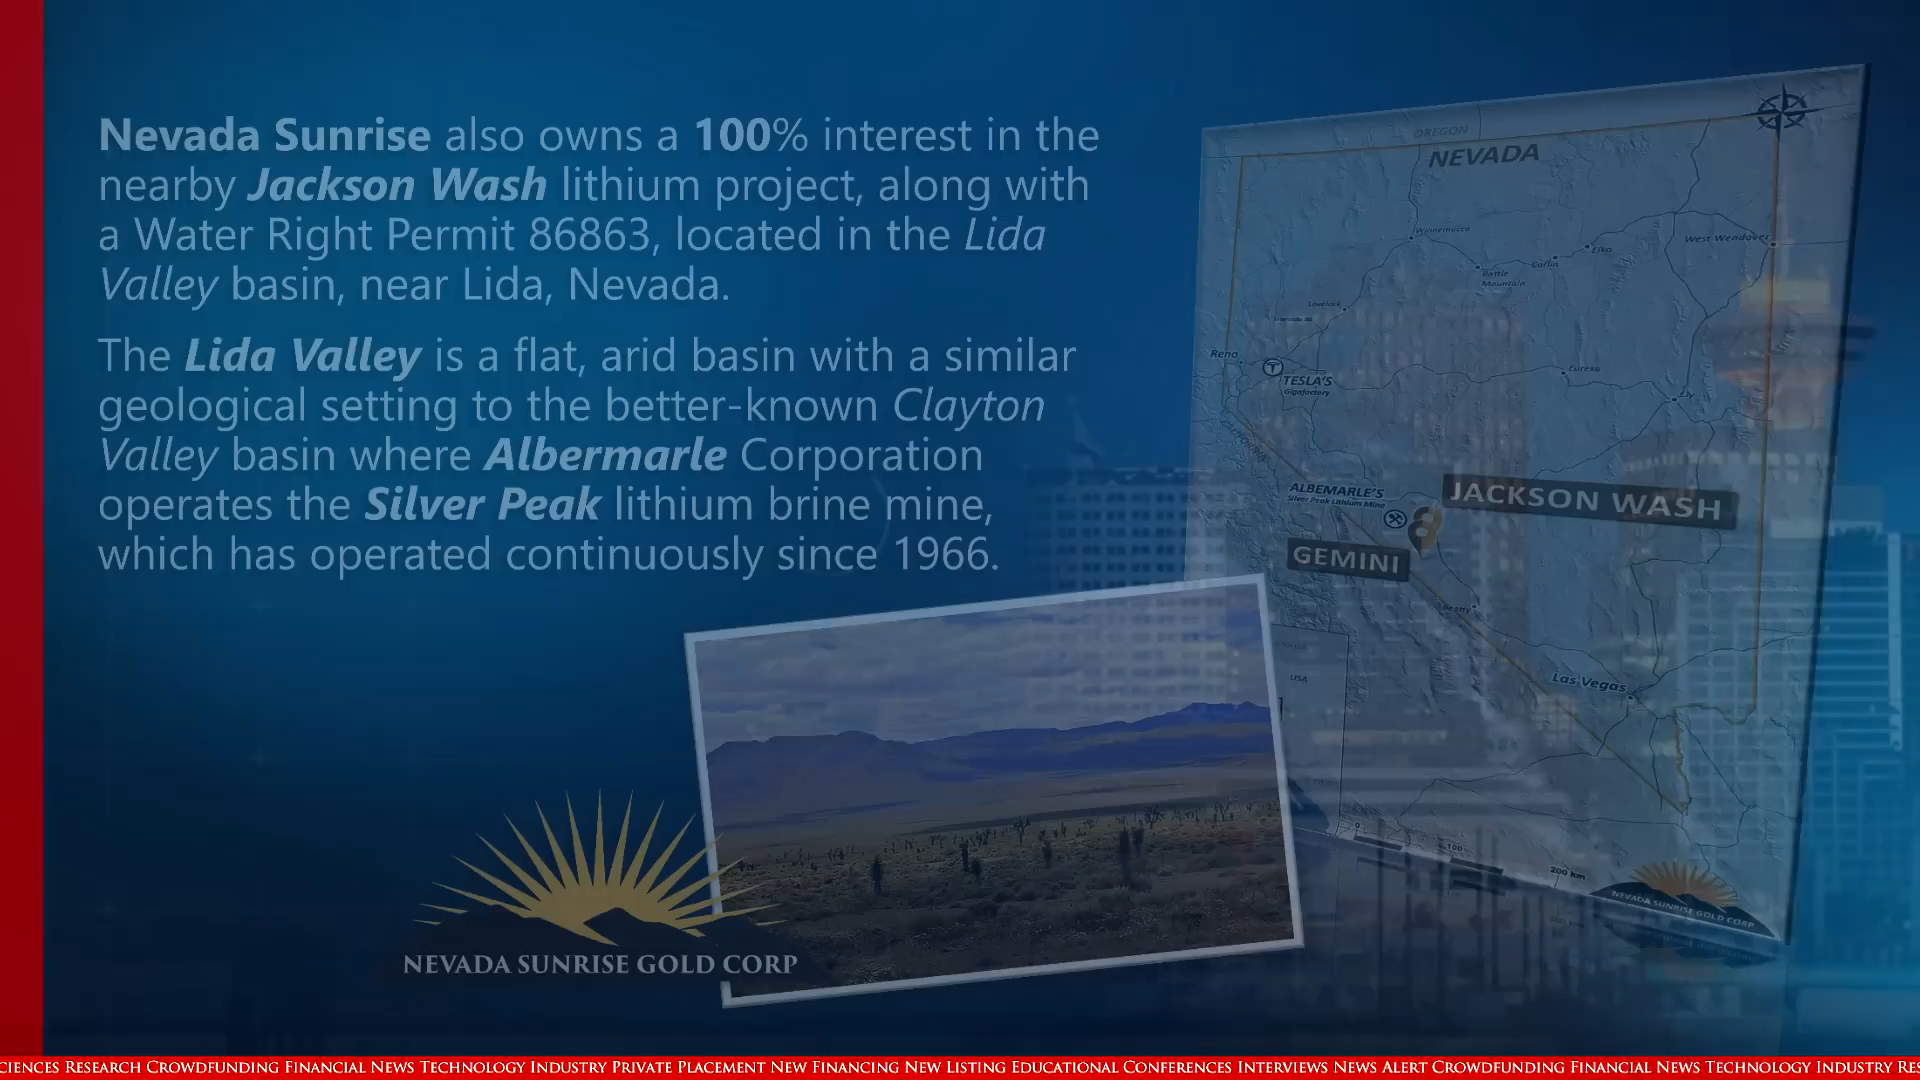 Nevada Sunrise also owns a 100% interest in the
nearby Jackson Wash lithium project, along with
a Water Right Permit 86863, located in the Lida
Valley basin, near Lida, Nevada.
The Lida Valley is a flat, arid basin with a similar
geological setting to the better-known Clayton
Valley basin where Albermarle Corporation
operates the Silver Peak lithium brine mine,
which has operated continuously since 1966.
OREGON
NEVADA
Winnemucca
West Wendover
Elko
Carlin
Battle
Mountain
Lovelock
Reno
TESLA'S
Gigafactory
Eureka
Ely
ALBEMARLE'S
Silver Peak Lithium Mine
JACKSON WASH
GEMINI
Beatty
USA
Las Vegas
0
100
200 km
NEVADA SUNRISE GOLD CORP
NEVADA SUNRISE GOLD CORP
CIENCES RESEARCH CROWDFUNDING FINANCIAL NEWS TECHNOLOGY INDUSTRY PRIVATE PLACEMENT NEW FINANCING NEW LISTING EDUCATIONAL CONFERENCES INTERVIEWS NEWS ALERT CROWDFUNDING FINANCIAL NEWS TECHNOLOGY INDUSTRY RES